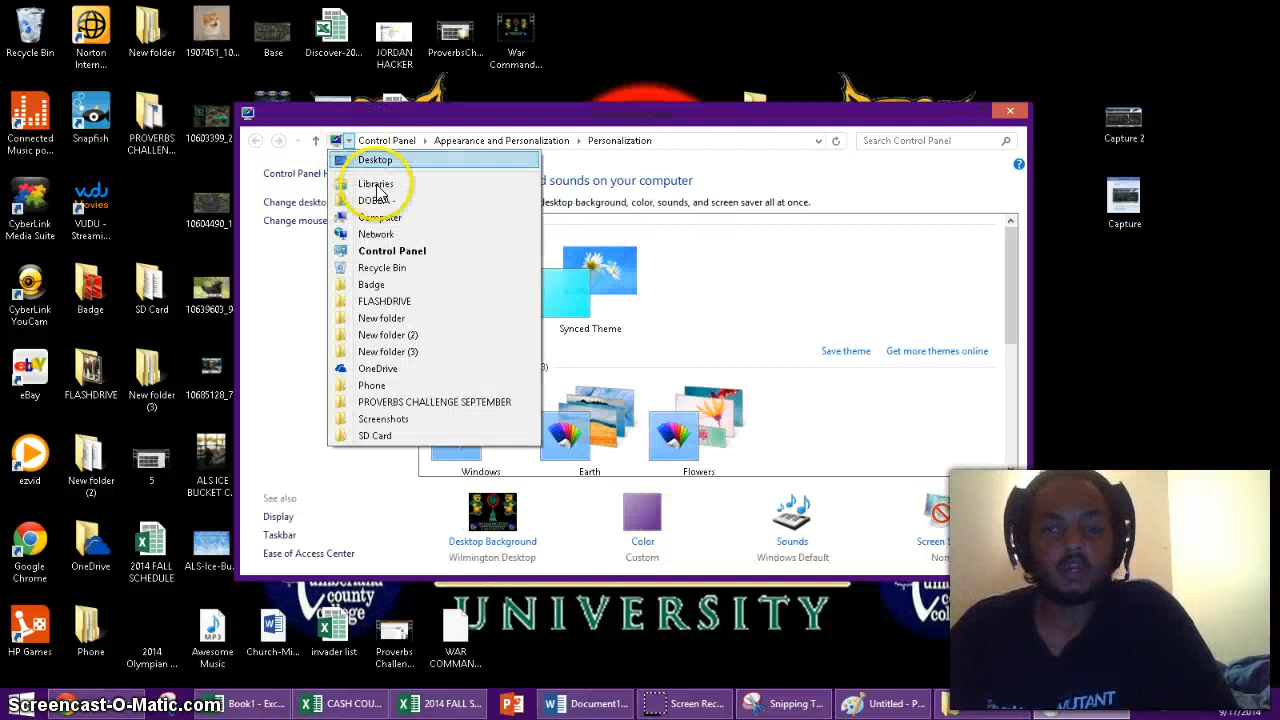 Recycle Bin
Norton
Intern...
New folder
1907451_10...
Base
Discover-20...
JORDAN
HACKER
ProverbsCh...
War
Command...
Connected
Music po...
Snapfish
PROVERBS
CHALLEN...
10603399_2
CyberLink
Media Suite
VUDU -
Streami...
10604490_1
CyberLink
YouCam
Badge
SD Card
10639603_9
eBay
FLASHDRIVE
New folder
(3)
10685128_7
ezvid
New folder
(2)
5
ALS ICE
BUCKET C...
Google
Chrome
OneDrive
2014 FALL
SCHEDULE
ALS-Ice-Bu...
HP Games
Phone
2014
Olympian ...
Awesome
Music
Church-Mi...
invader list
Proverbs
Challen...
WAR
COMMAN...
Capture 2
Capture
Control Panel
Appearance and Personalization
Personalization
Search Control Panel
Control Panel H
Change deskto
Change mouse
d sounds on your computer
desktop background, color, sounds, and screen saver all at once.
Desktop
Libraries
Computer
Network
Control Panel
Recycle Bin
Badge
FLASHDRIVE
New folder
New folder (2)
New folder (3)
OneDrive
Phone
PROVERBS CHALLENGE SEPTEMBER
Screenshots
SD Card
Synced Theme
Save theme
Get more themes online
Windows
Earth
Flowers
See also
Display
Taskbar
Ease of Access Center
Desktop Background
Wilmington Desktop
Color
Custom
Sounds
Windows Default
Screen S
Non
county
college
UNIVERSITY
MUTANT
Screencast-O-Matic.com
Book1 - Exc...
CASH COU...
2014 FALL S...
Document1...
Screen Rec...
Snipping T...
Untitled - P...
9/17/2014